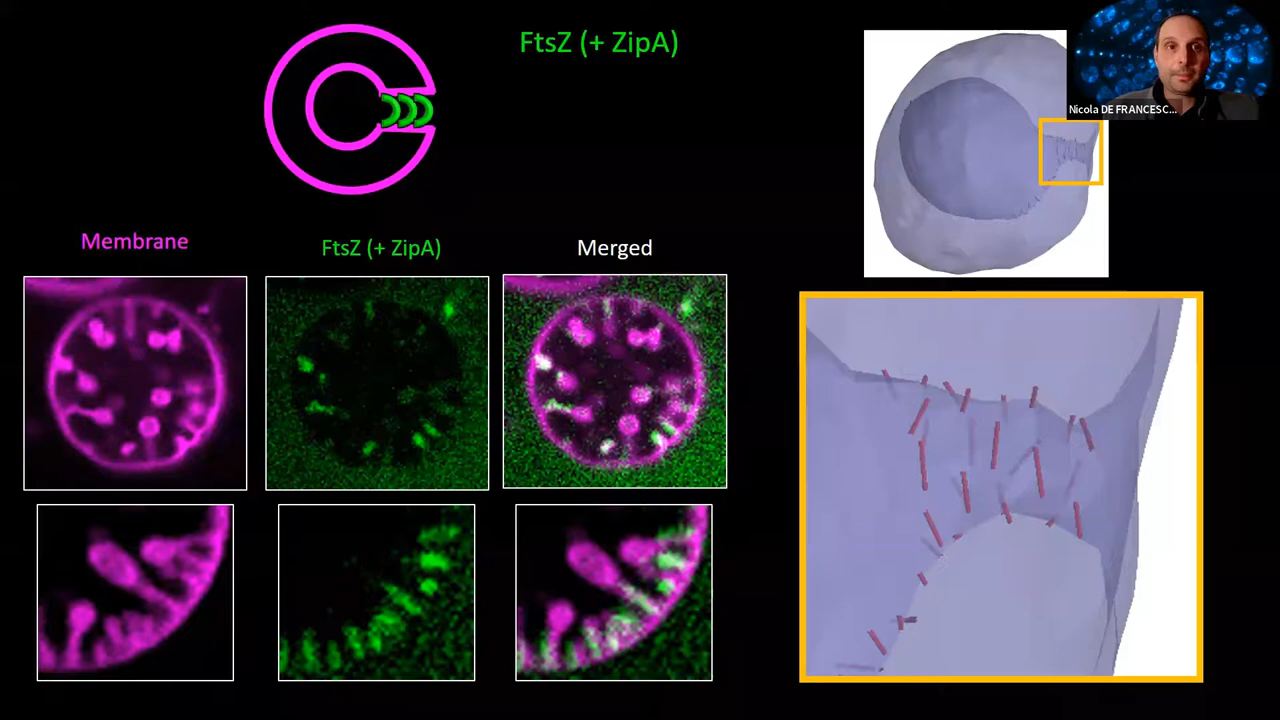 FtsZ (+ ZipA)
Nicola DE FRANCESC...
Membrane
FtsZ (+ ZipA)
Merged